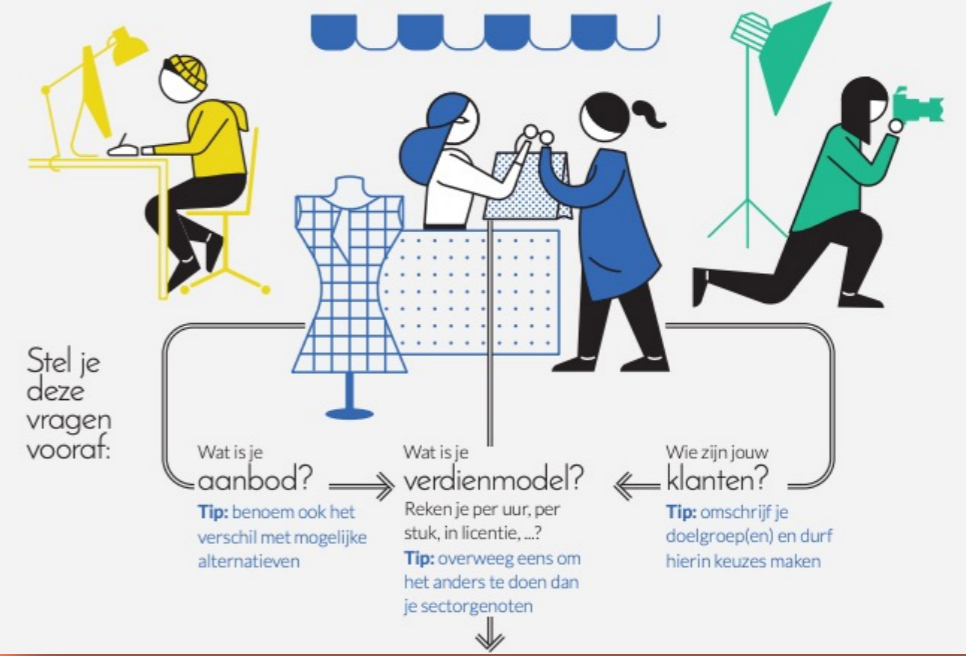 Stel je
deze
vragen
vooraf:
Wat is je
aanbod?
Tip: benoem ook het
verschil met mogelijke
alternatieven
Wat is je
verdienmodel?
Reken je per uur, per
stuk, in licentie, ...?
Tip: overweeg eens om
het anders te doen dan
je sectorgenoten
Wie zijn jouw
klanten?
Tip: omschrijf je
doelgroep(en) en durf
hierin keuzes maken